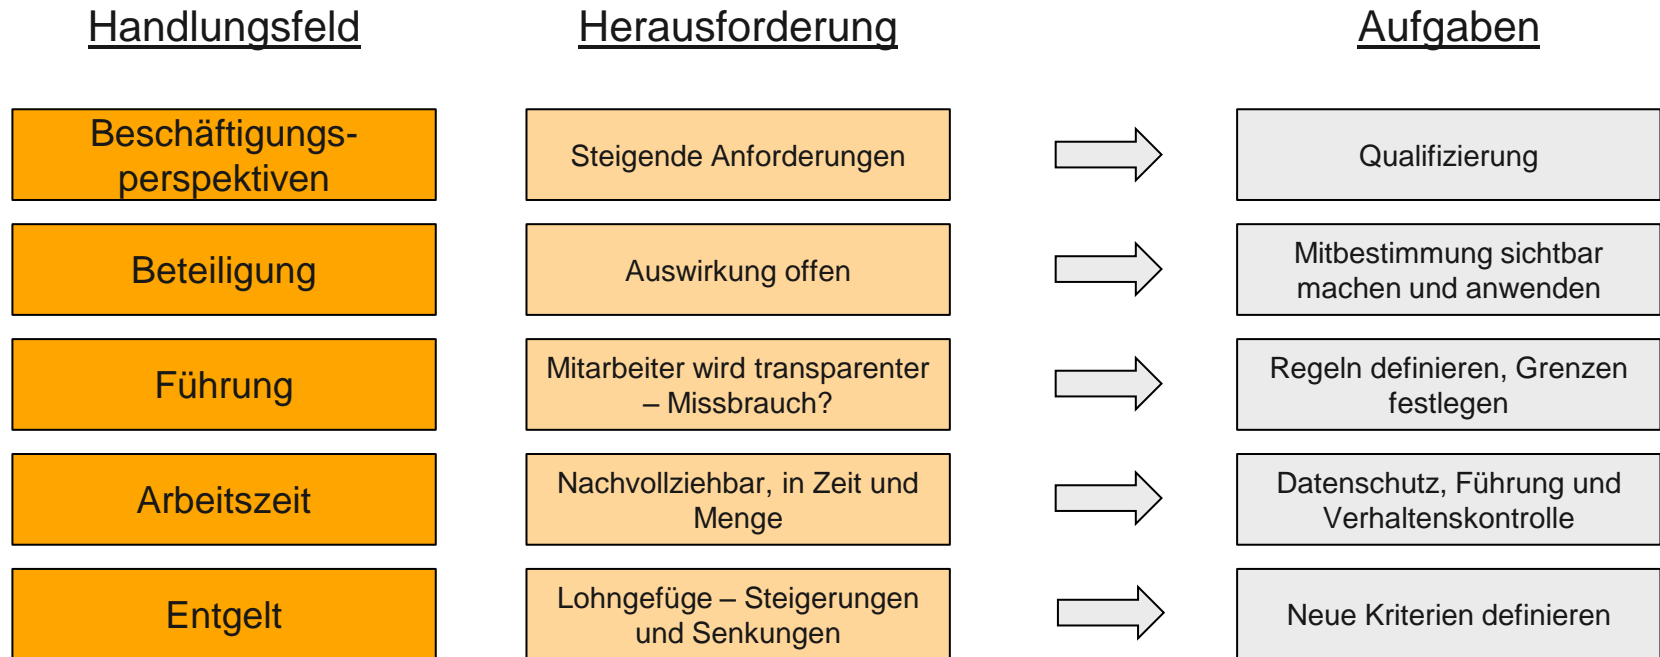 Handlungsfeld
Herausforderung
Aufgaben
Beschäftigungs-
perspektiven
Steigende Anforderungen
Qualifizierung
Beteiligung
Auswirkung offen
Mitbestimmung sichtbar
machen und anwenden
Führung
Mitarbeiter wird transparenter
– Missbrauch?
Regeln definieren, Grenzen
festlegen
Arbeitszeit
Nachvollziehbar, in Zeit und
Menge
Datenschutz, Führung und
Verhaltenskontrolle
Entgelt
Lohngefüge – Steigerungen
und Senkungen
Neue Kriterien definieren